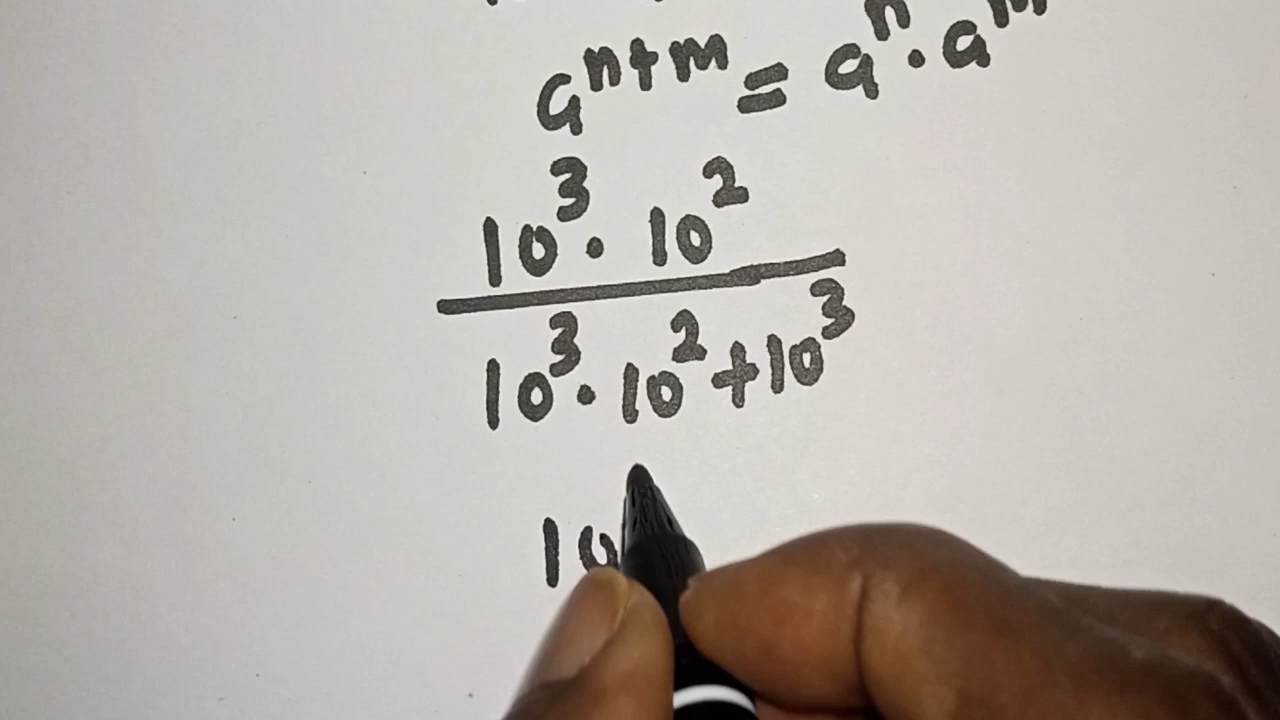 a^{n+m} = a^n · a^m
10^3 · 10^2
10^3 · 10^2 + 10^3
10